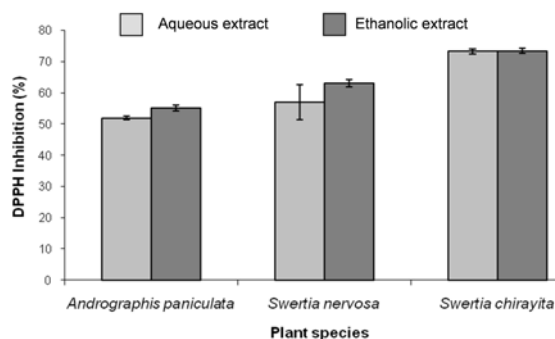 Aqueous extract
Ethanolic extract
DPPH Inhibition (%)
80
70
60
50
40
30
20
10
0
Andrographis paniculata
Swertia nervosa
Swertia chirayita
Plant species